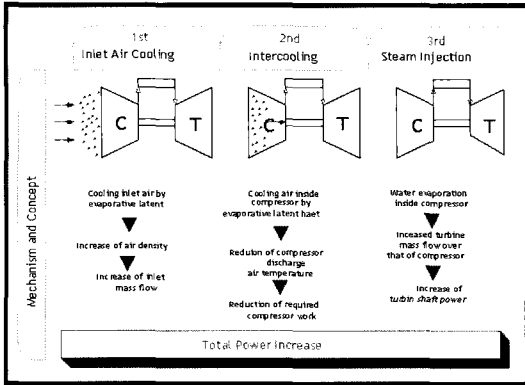 1st
Inlet Air Cooling
2nd
Intercooling
3rd
Steam Injection
Mechanism and Concept
C
T
C
T
C
T
Cooling inlet air by
evaporative latent
Increase of air density
Increase of inlet
mass flow
Cooling air inside
compressor by
evaporative latent haet
Redution of compressor
discharge
air temperature
Reduction of required
compressor work
Water evaporation
inside compressor
Inceased turbine
mass flow over
that of compressor
Increase of
turbin shaft power
Total Power Increase